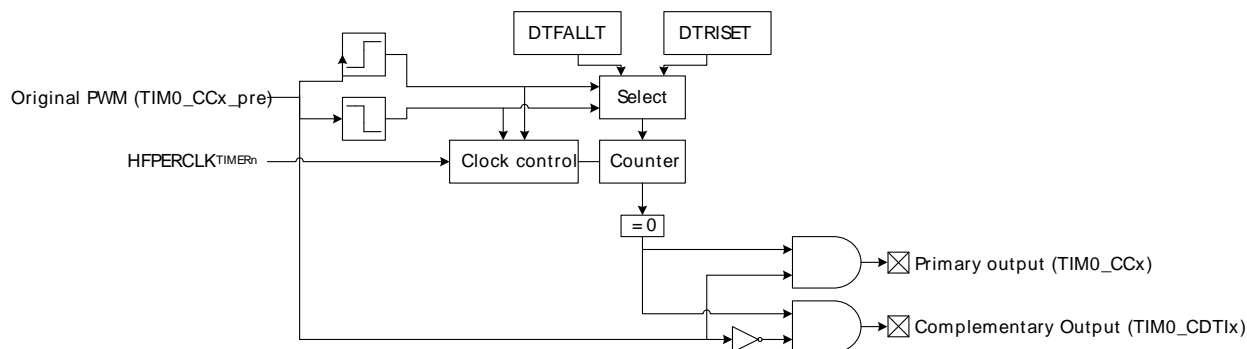 DTFALLT
DTRISET
Original PWM (TIM0_CCx_pre)
Select
HFPERCLKTIMERn
Clock control
Counter
= 0
Primary output (TIM0_CCx)
Complementary Output (TIM0_CDTIx)